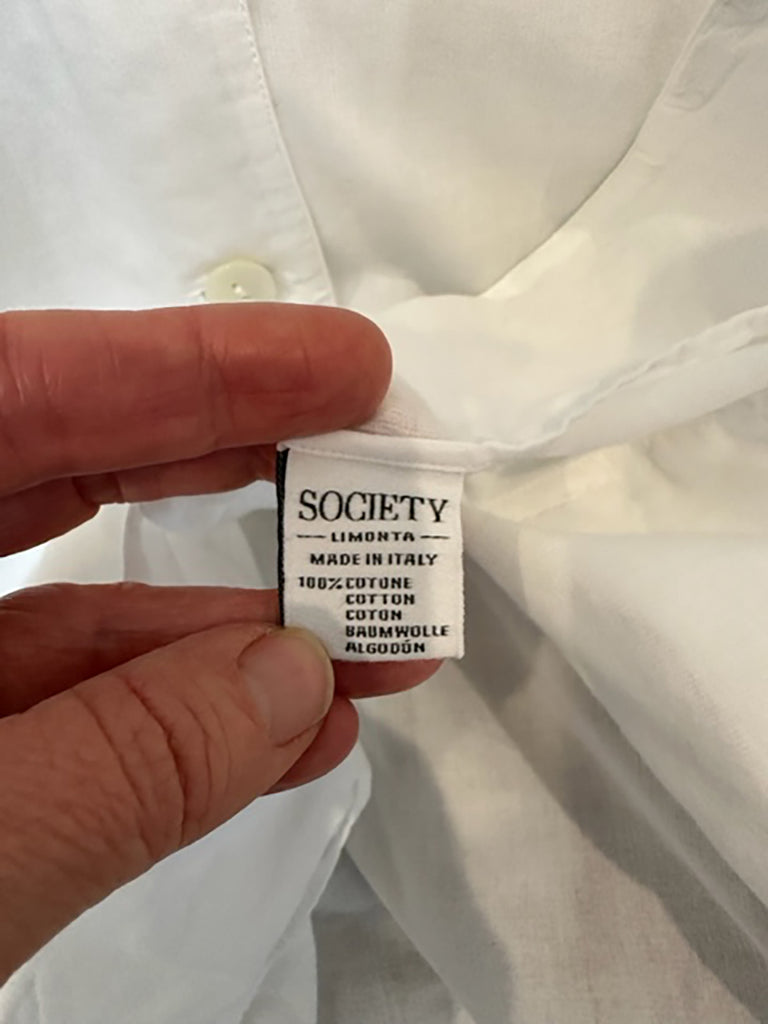 SOCIETY
LIMONTA
MADE IN ITALY
100% COTONE
COTTON
COTON
BAUMWOLLE
ALGODÓN